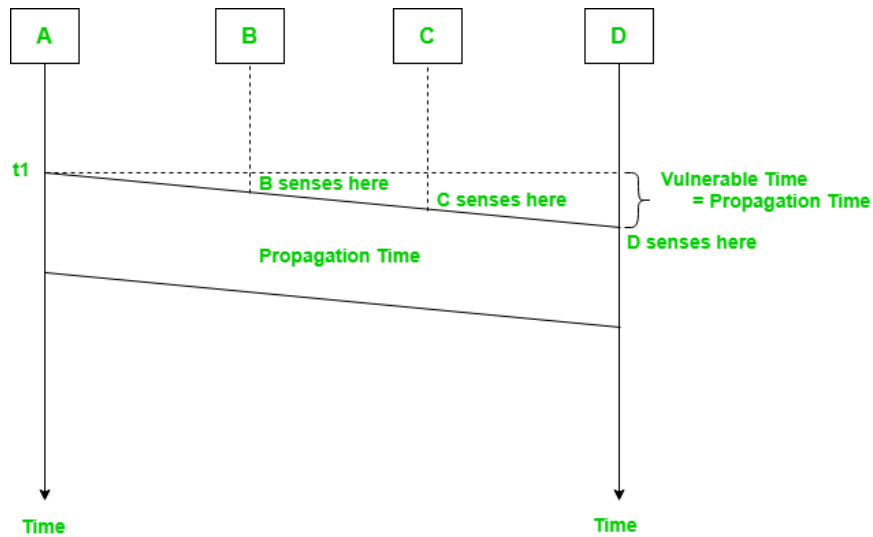 A
B
C
D
t1
B senses here
C senses here
Vulnerable Time
= Propagation Time
D senses here
Propagation Time
Time
Time